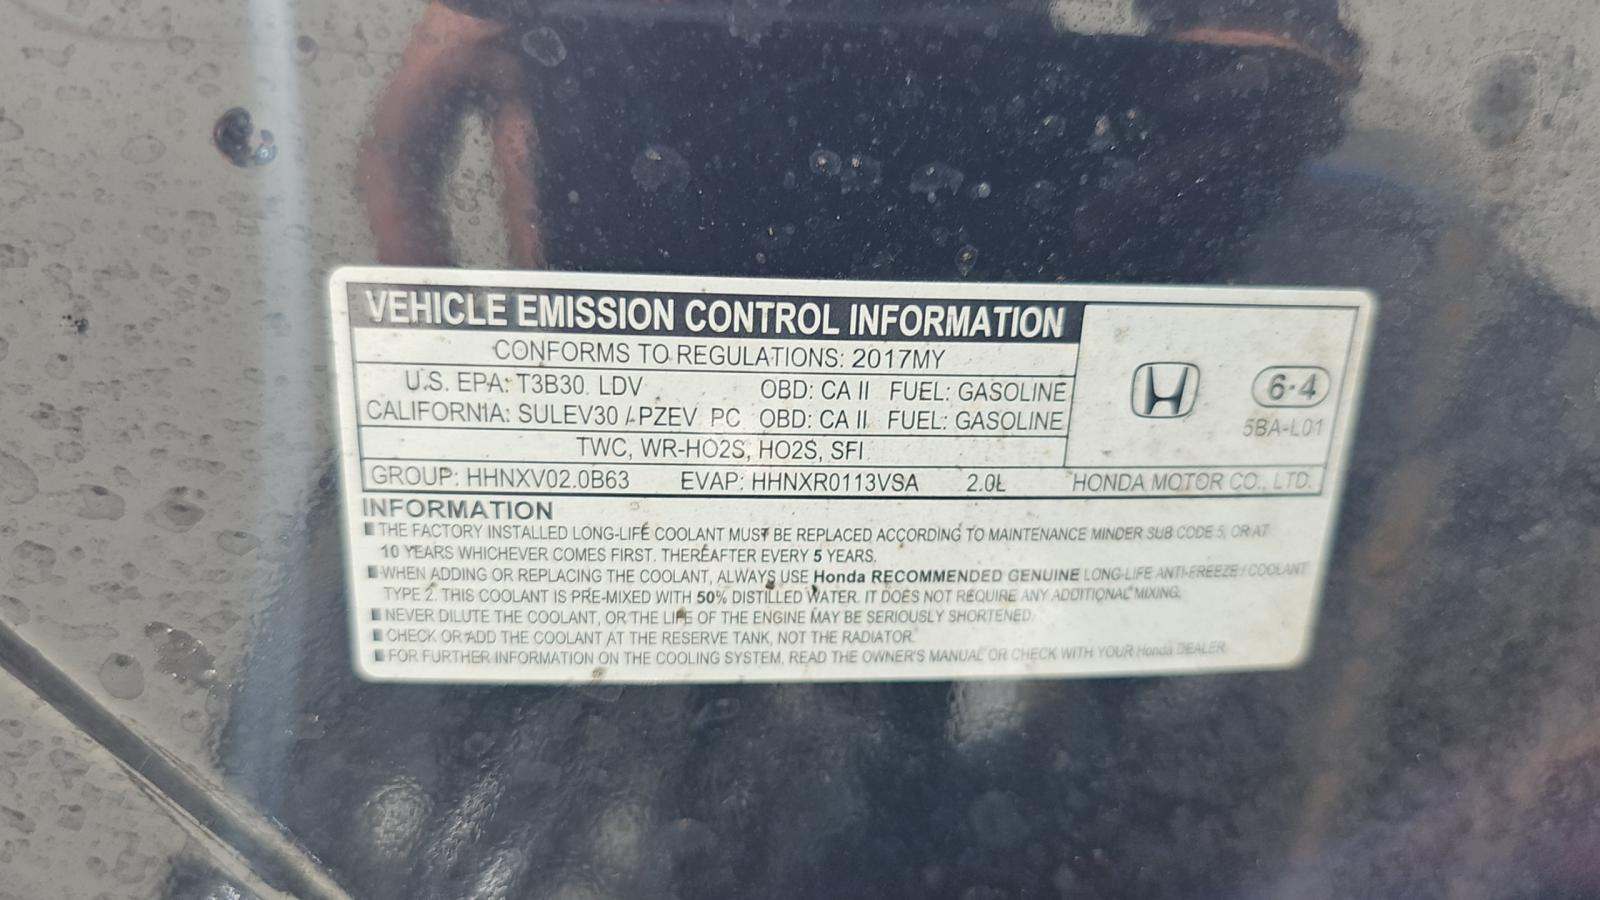 VEHICLE EMISSION CONTROL INFORMATION
CONFORMS TO REGULATIONS: 2017MY
U.S. EPA: T3B30 LDV OBD: CA II FUEL: GASOLINE
CALIFORNIA: SULEV30 / PZEV PC OBD: CA II FUEL: GASOLINE
TWC, WR-HO2S, HO2S, SFI
GROUP: HHNXV02.0B63 EVAP: HHNXR0113VSA 2.0L HONDA MOTOR CO., LTD.
6-4
5BA-L01
INFORMATION
THE FACTORY INSTALLED LONG-LIFE COOLANT MUST BE REPLACED ACCORDING TO MAINTENANCE MINDER SUB CODE 5, OR AT
10 YEARS WHICHEVER COMES FIRST. THEREAFTER EVERY 5 YEARS.
WHEN ADDING OR REPLACING THE COOLANT, ALWAYS USE Honda RECOMMENDED GENUINE LONG-LIFE ANTI-FREEZE / COOLANT
TYPE 2. THIS COOLANT IS PRE-MIXED WITH 50% DISTILLED WATER. IT DOES NOT REQUIRE ANY ADDITIONAL MIXING.
NEVER DILUTE THE COOLANT, OR THE LIFE OF THE ENGINE MAY BE SERIOUSLY SHORTENED.
CHECK OR ADD THE COOLANT AT THE RESERVE TANK, NOT THE RADIATOR.
FOR FURTHER INFORMATION ON THE COOLING SYSTEM, READ THE OWNER'S MANUAL OR CHECK WITH YOUR Honda DEALER.